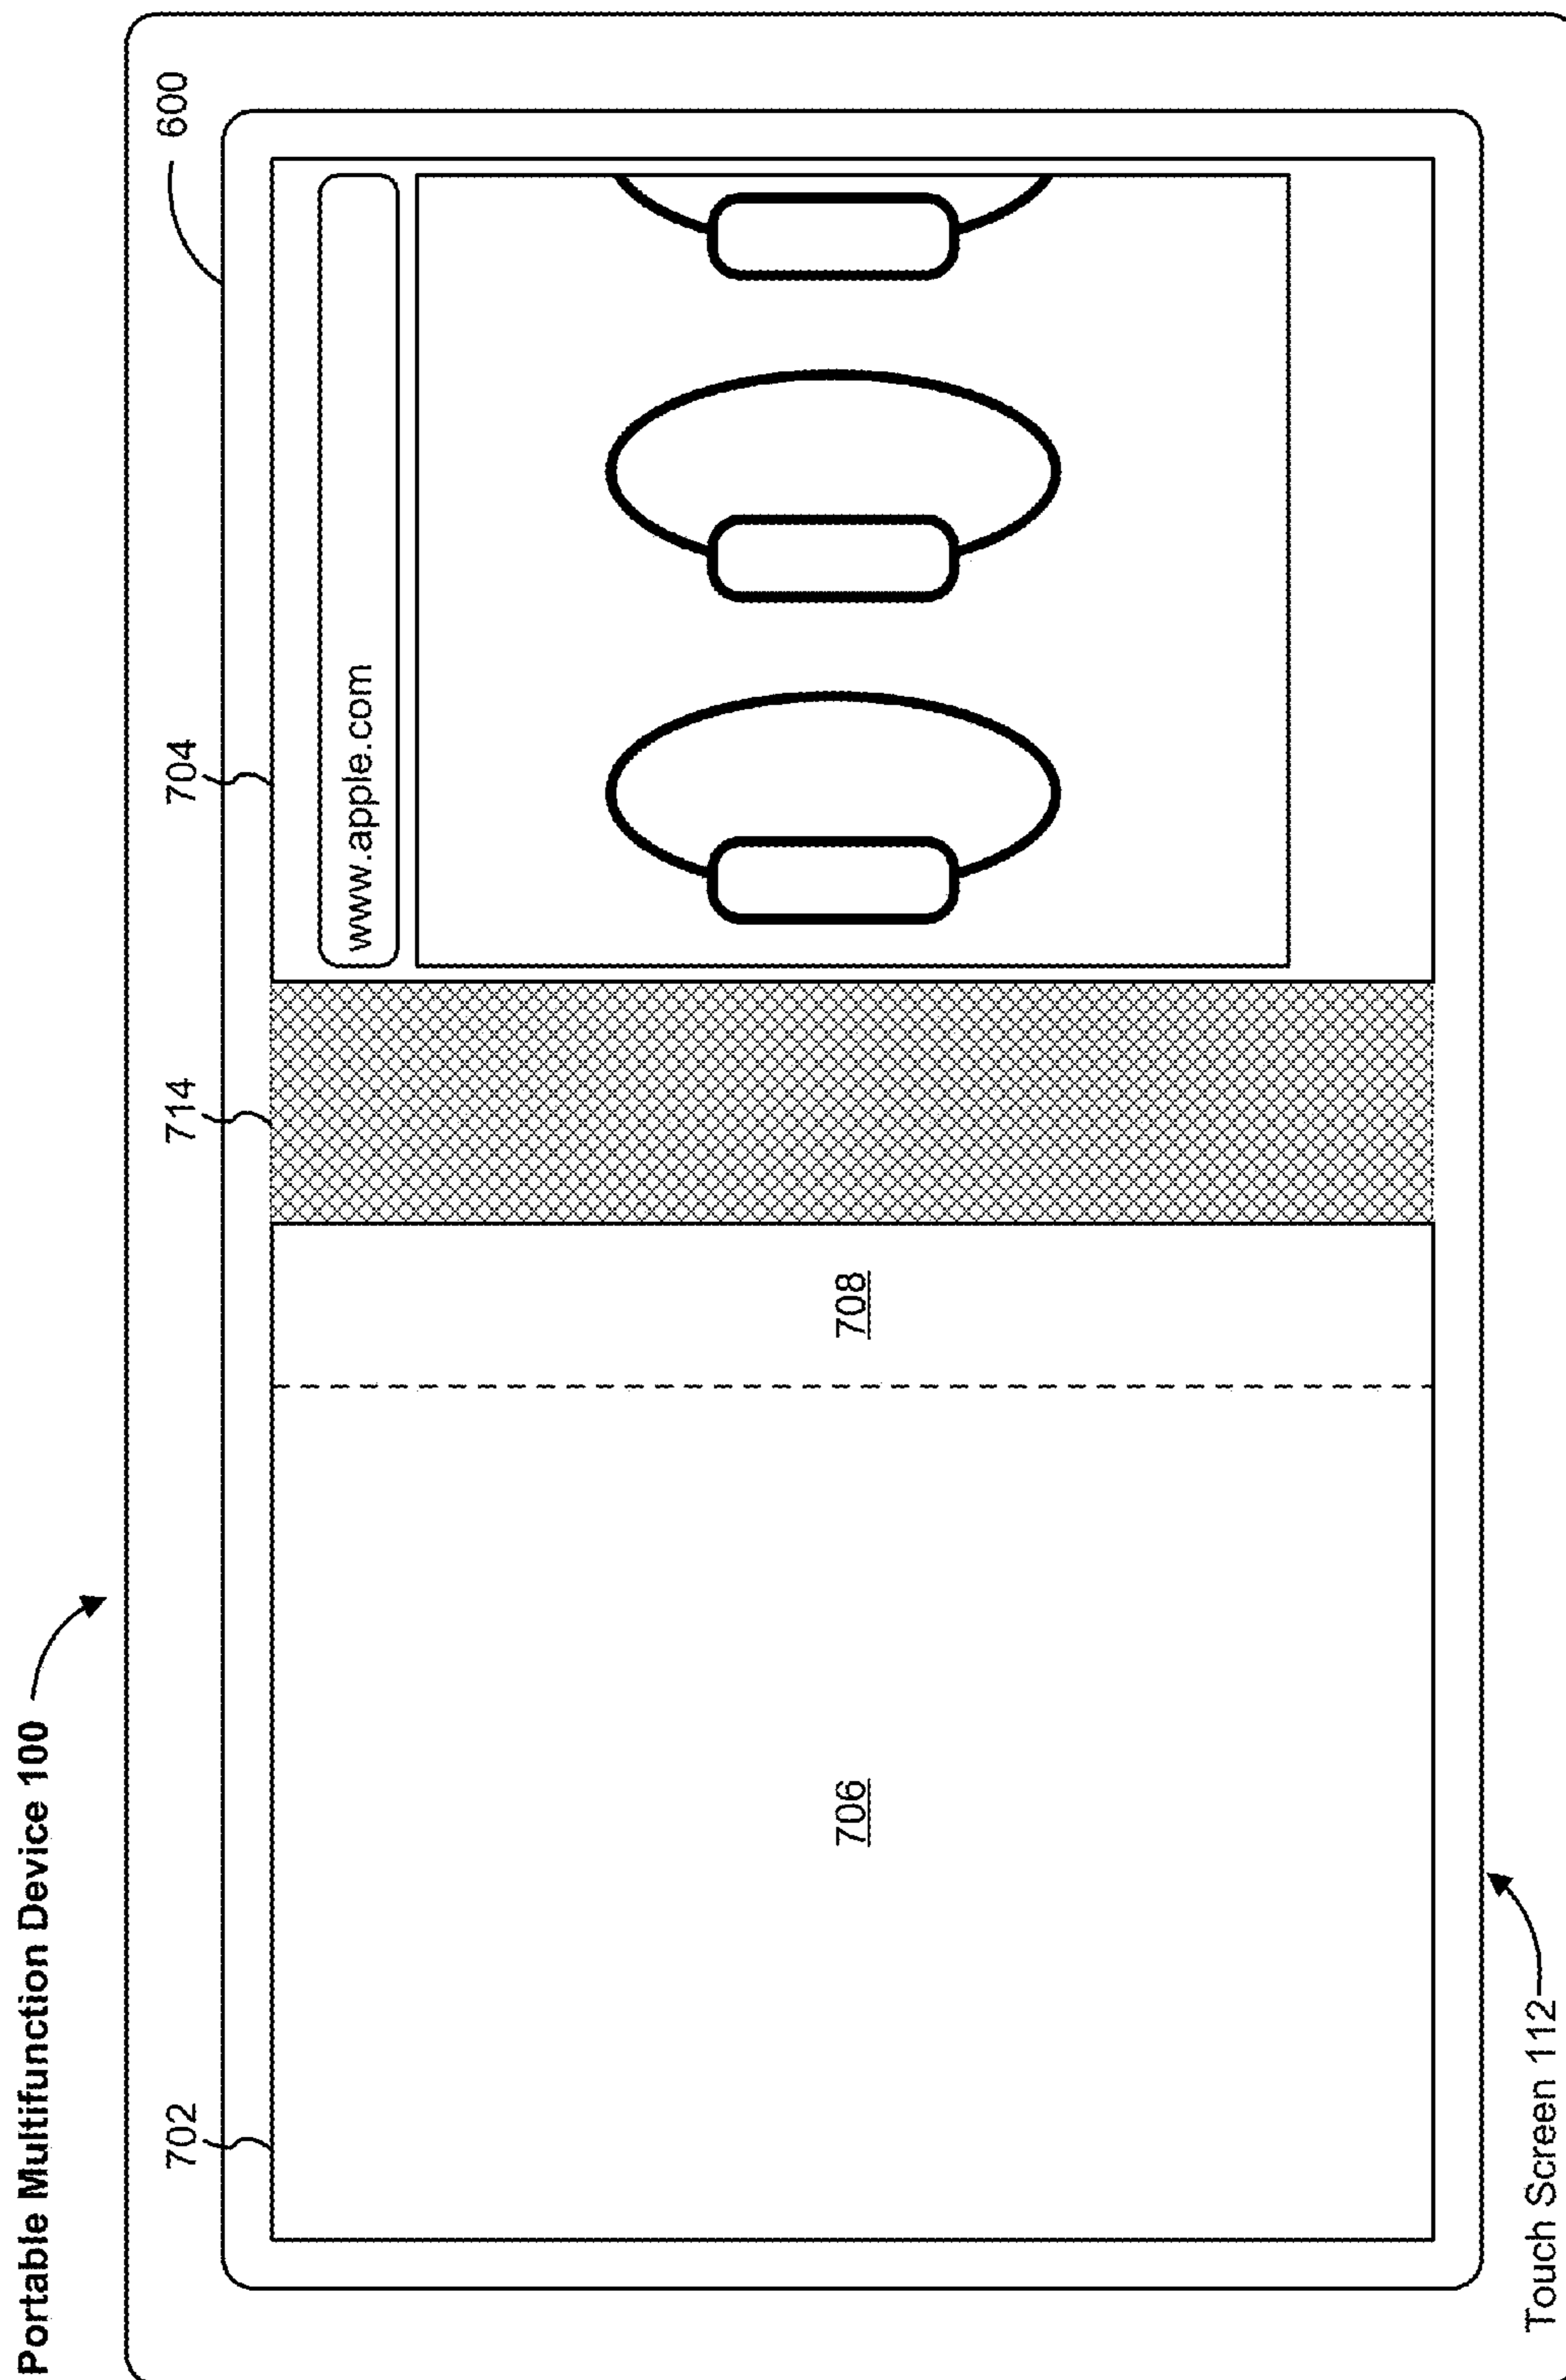 Portable Multifunction Device 100
600
702
714
704
www.apple.com
706
708
Touch Screen 112